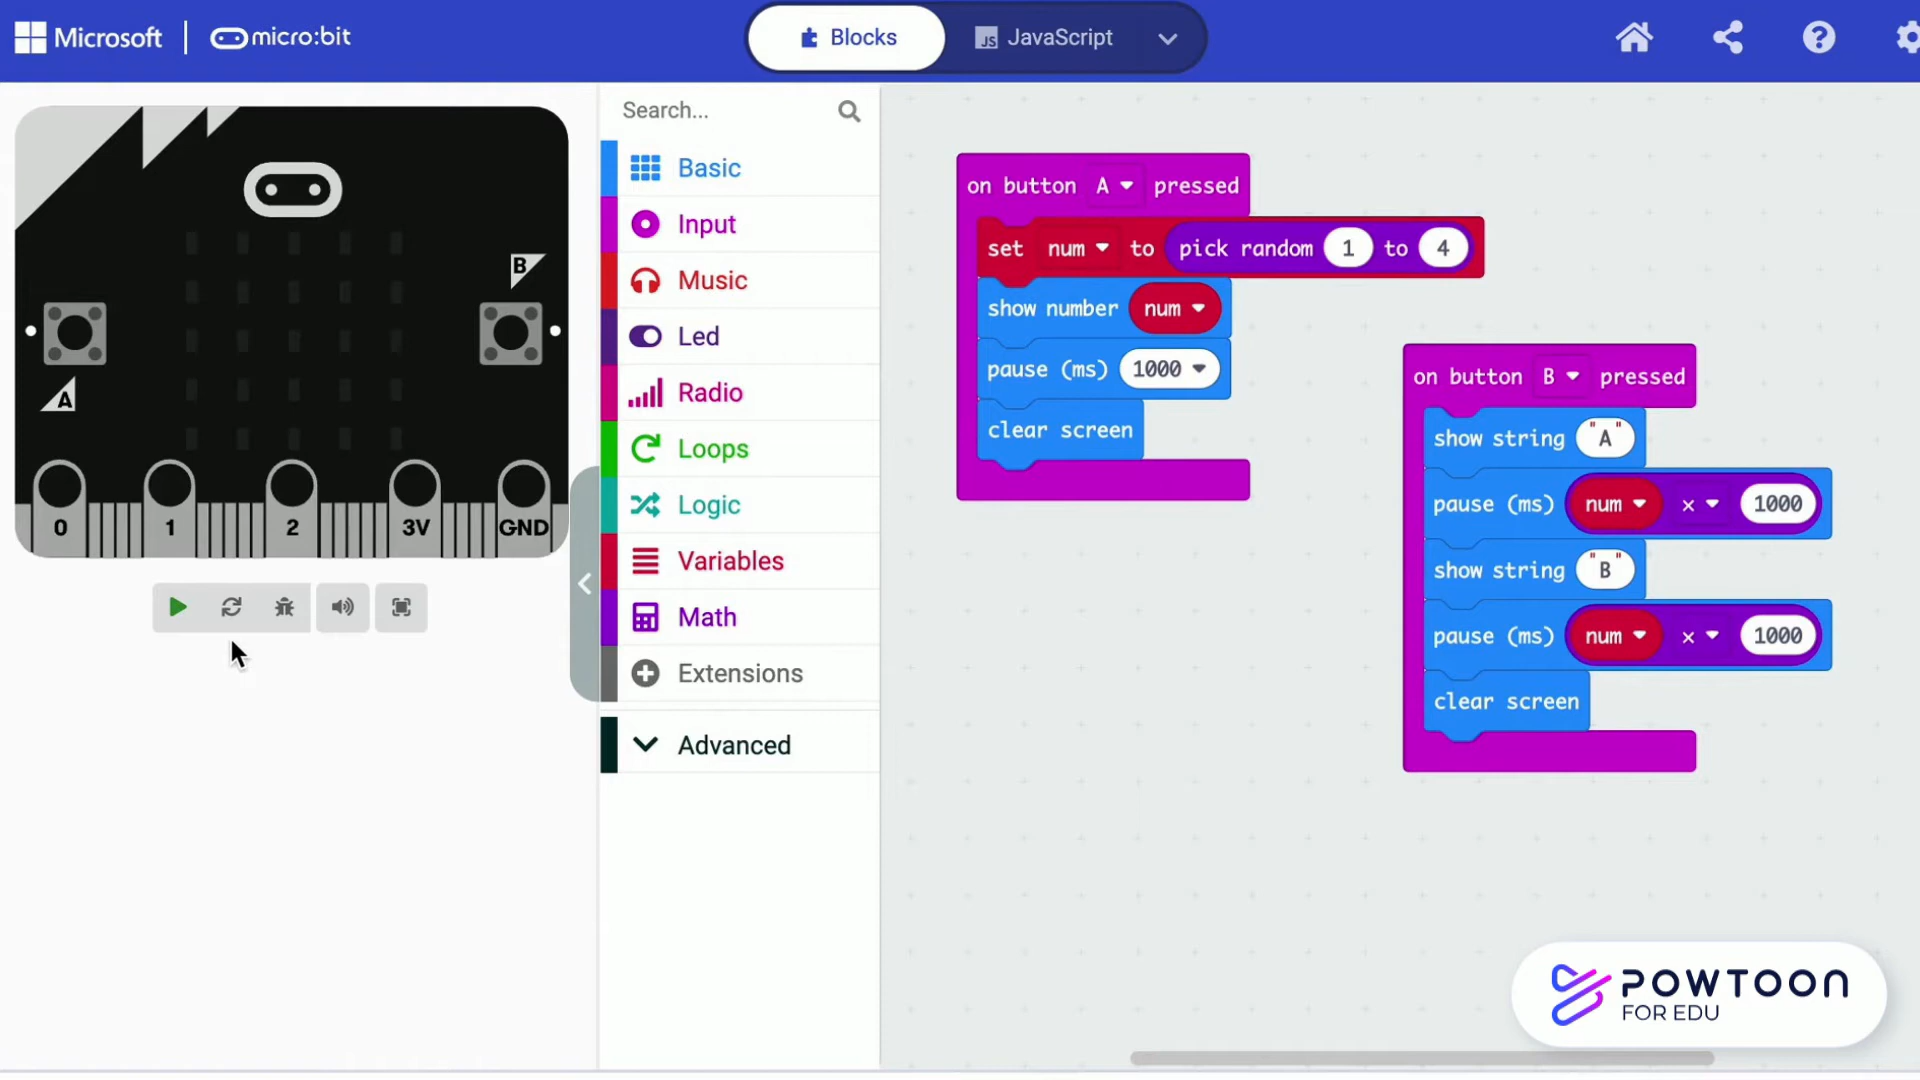 Microsoft
micro:bit
Blocks
JS JavaScript
Search...
Basic
Input
Music
Led
Radio
Loops
Logic
Variables
Math
Extensions
Advanced
B
A
0 1 2 3V GND
on button A pressed
set num to pick random 1 to 4
show number num
pause (ms) 1000
clear screen
on button B pressed
show string "A"
pause (ms) num × 1000
show string "B"
pause (ms) num × 1000
clear screen
POWTOON
FOR EDU